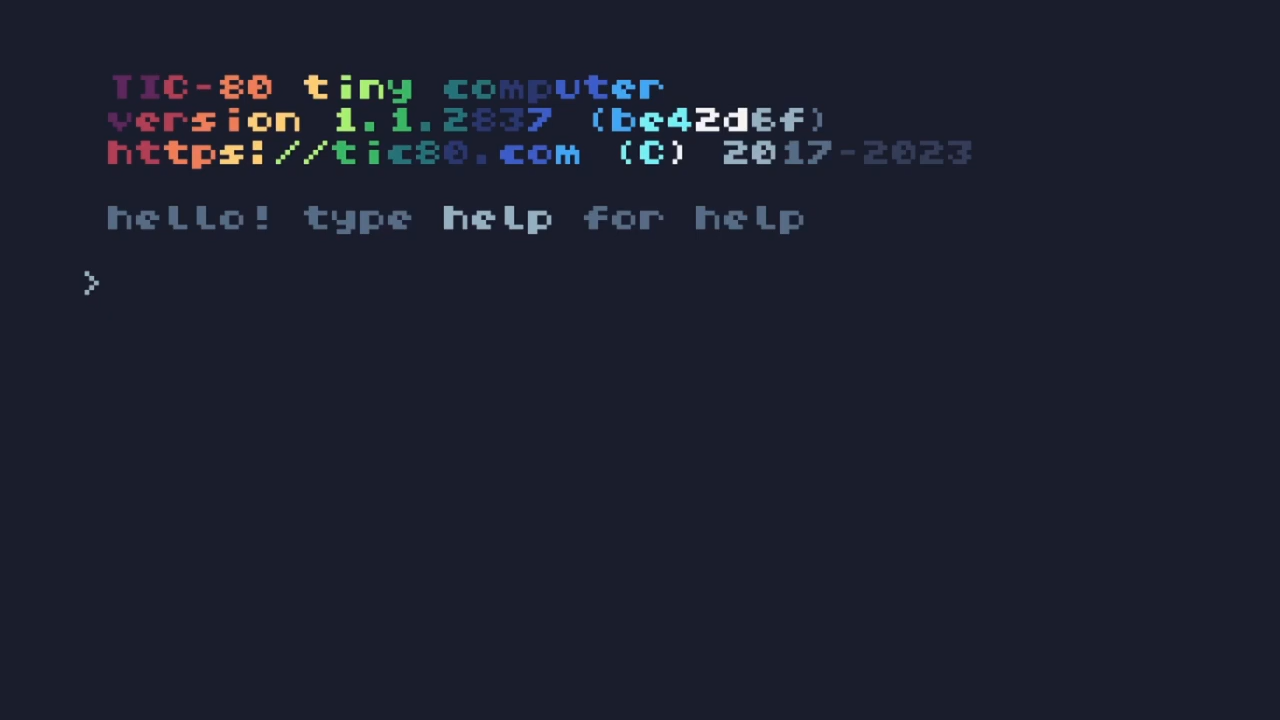 TIC-80 tiny computer
version 1.1.2837 (be42d6f)
https://tic80.com (C) 2017-2023
hello! type help for help
>